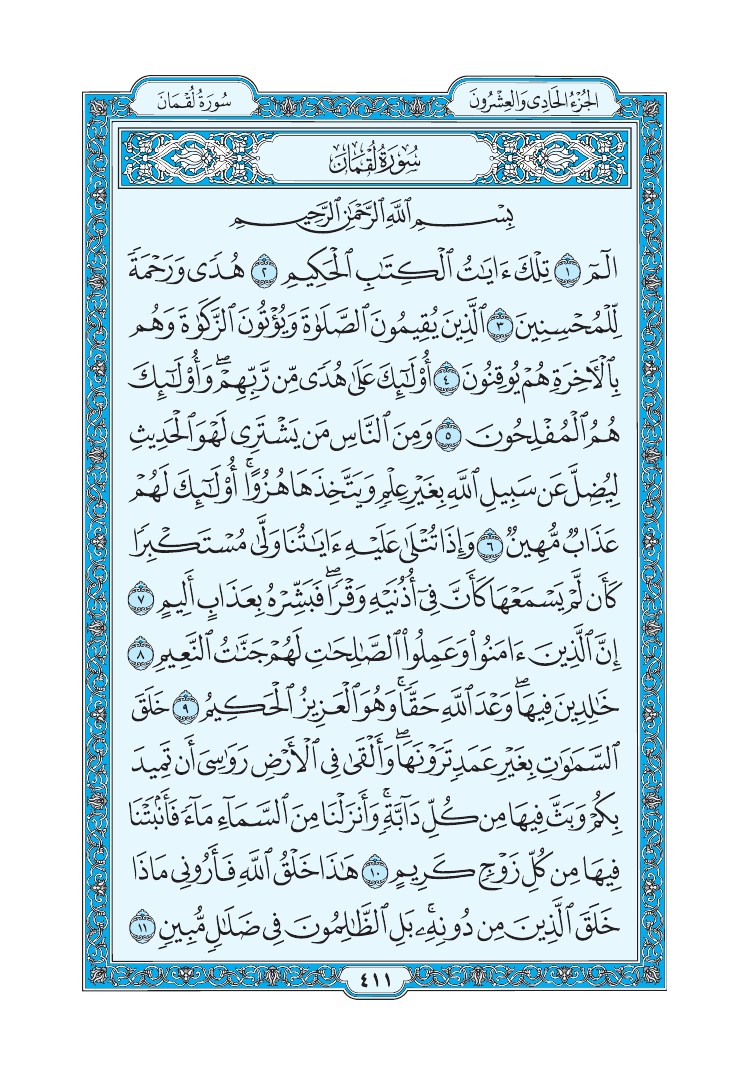 الجُزْءُ الحَادِي وَالعِشْرُونَ
سُورَةُ لُقْمَانَ
سُورَةُ لُقْمَانَ
بِسْمِ ٱللَّهِ ٱلرَّحْمَٰنِ ٱلرَّحِيمِ
الٓمٓ ١ تِلْكَ ءَايَٰتُ ٱلْكِتَٰبِ ٱلْحَكِيمِ ٢ هُدًى وَرَحْمَةً
لِّلْمُحْسِنِينَ ٣ ٱلَّذِينَ يُقِيمُونَ ٱلصَّلَوٰةَ وَيُؤْتُونَ ٱلزَّكَوٰةَ وَهُم
بِٱلْأَخِرَةِ هُمْ يُوقِنُونَ ٤ أُوْلَٰٓئِكَ عَلَىٰ هُدًى مِّن رَّبِّهِمْۖ وَأُوْلَٰٓئِكَ
هُمُ ٱلْمُفْلِحُونَ ٥ وَمِنَ ٱلنَّاسِ مَن يَشْتَرِى لَهْوَ ٱلْحَدِيثِ
لِيُضِلَّ عَن سَبِيلِ ٱللَّهِ بِغَيْرِ عِلْمٍ وَيَتَّخِذَهَا هُزُوًاۚ أُوْلَٰٓئِكَ لَهُمْ
عَذَابٌ مُّهِينٌ ٦ وَإِذَا تُتْلَىٰ عَلَيْهِ ءَايَٰتُنَا وَلَّىٰ مُسْتَكْبِرًا
كَأَن لَّمْ يَسْمَعْهَا كَأَنَّ فِىٓ أُذُنَيْهِ وَقْرًاۖ فَبَشِّرْهُ بِعَذَابٍ أَلِيمٍ ٧
إِنَّ ٱلَّذِينَ ءَامَنُواْ وَعَمِلُواْ ٱلصَّٰلِحَٰتِ لَهُمْ جَنَّٰتُ ٱلنَّعِيمِ ٨
خَٰلِدِينَ فِيهَاۖ وَعْدَ ٱللَّهِ حَقًّاۚ وَهُوَ ٱلْعَزِيزُ ٱلْحَكِيمُ ٩ خَلَقَ
ٱلسَّمَٰوَٰتِ بِغَيْرِ عَمَدٍ تَرَوْنَهَاۖ وَأَلْقَىٰ فِى ٱلْأَرْضِ رَوَٰسِىَ أَن تَمِيدَ
بِكُمْ وَبَثَّ فِيهَا مِن كُلِّ دَآبَّةٍۚ وَأَنزَلْنَا مِنَ ٱلسَّمَآءِ مَآءً فَأَنۢبَتْنَا
فِيهَا مِن كُلِّ زَوْجٍ كَرِيمٍ ١٠ هَٰذَا خَلْقُ ٱللَّهِ فَأَرُونِى مَاذَا
خَلَقَ ٱلَّذِينَ مِن دُونِهِۦۚ بَلِ ٱلظَّٰلِمُونَ فِى ضَلَٰلٍ مُّبِينٍ ١١
٤١١